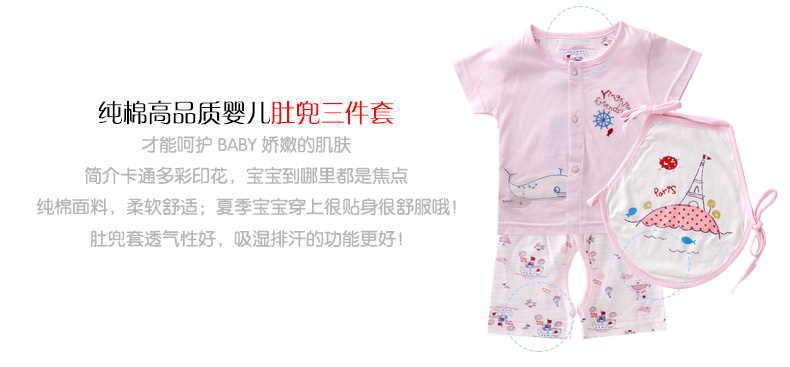 纯棉高品质婴儿肚兜三件套
才能呵护 BABY 娇嫩的肌肤
简介卡通多彩印花，宝宝到哪里都是焦点
纯棉面料，柔软舒适；夏季宝宝穿上很贴身很舒服哦！
肚兜套透气性好，吸湿排汗的功能更好！
Paris